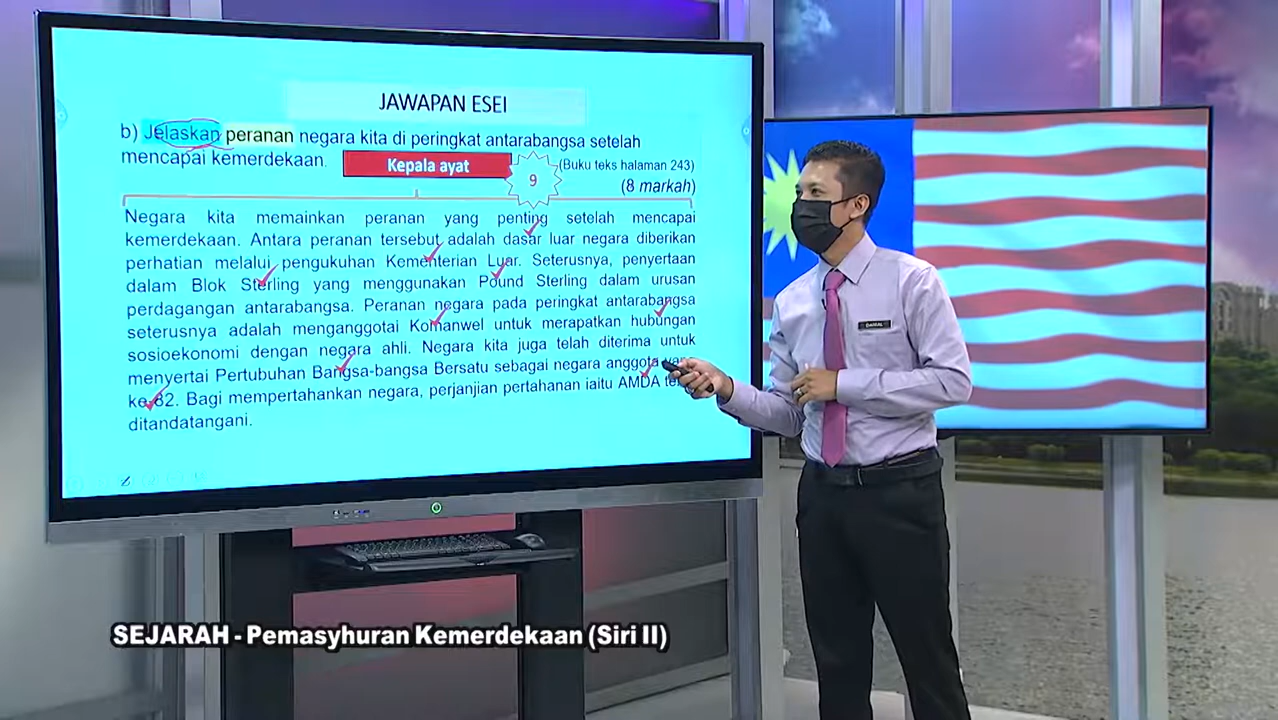 JAWAPAN ESEI
b) Jelaskan peranan negara kita di peringkat antarabangsa setelah
mencapai kemerdekaan.
Kepala ayat
9
(Buku teks halaman 243)
(8 markah)
Negara kita memainkan peranan yang penting setelah mencapai
kemerdekaan. Antara peranan tersebut adalah dasar luar negara diberikan
perhatian melalui pengukuhan Kementerian Luar. Seterusnya, penyertaan
dalam Blok Sterling yang menggunakan Pound Sterling dalam urusan
perdagangan antarabangsa. Peranan negara pada peringkat antarabangsa
seterusnya adalah menganggotai Komanwel untuk merapatkan hubungan
sosioekonomi dengan negara ahli. Negara kita juga telah diterima untuk
menyertai Pertubuhan Bangsa-bangsa Bersatu sebagai negara anggota
ke-82. Bagi mempertahankan negara, perjanjian pertahanan iaitu AMDA
ditandatangani.
SEJARAH - Pemasyhuran Kemerdekaan (Siri II)